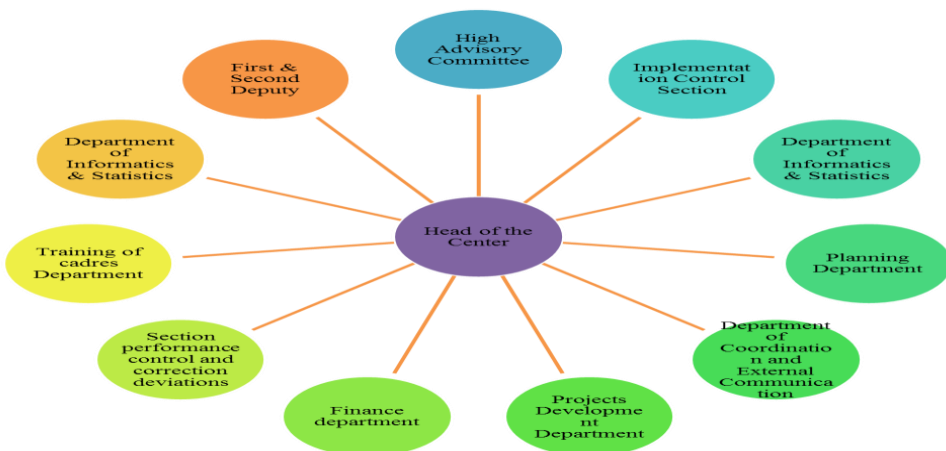 High
Advisory
Committee
Implementat
ion Control
Section
Department
of
Informatics
& Statistics
Planning
Department
Department
of
Coordinatio
n and
External
Communica
tion
Projects
Developme
nt
Department
Finance
department
Section
performance
control and
correction
deviations
Training of
cadres
Department
Department
of
Informatics
& Statistics
First &
Second
Deputy
Head of the
Center